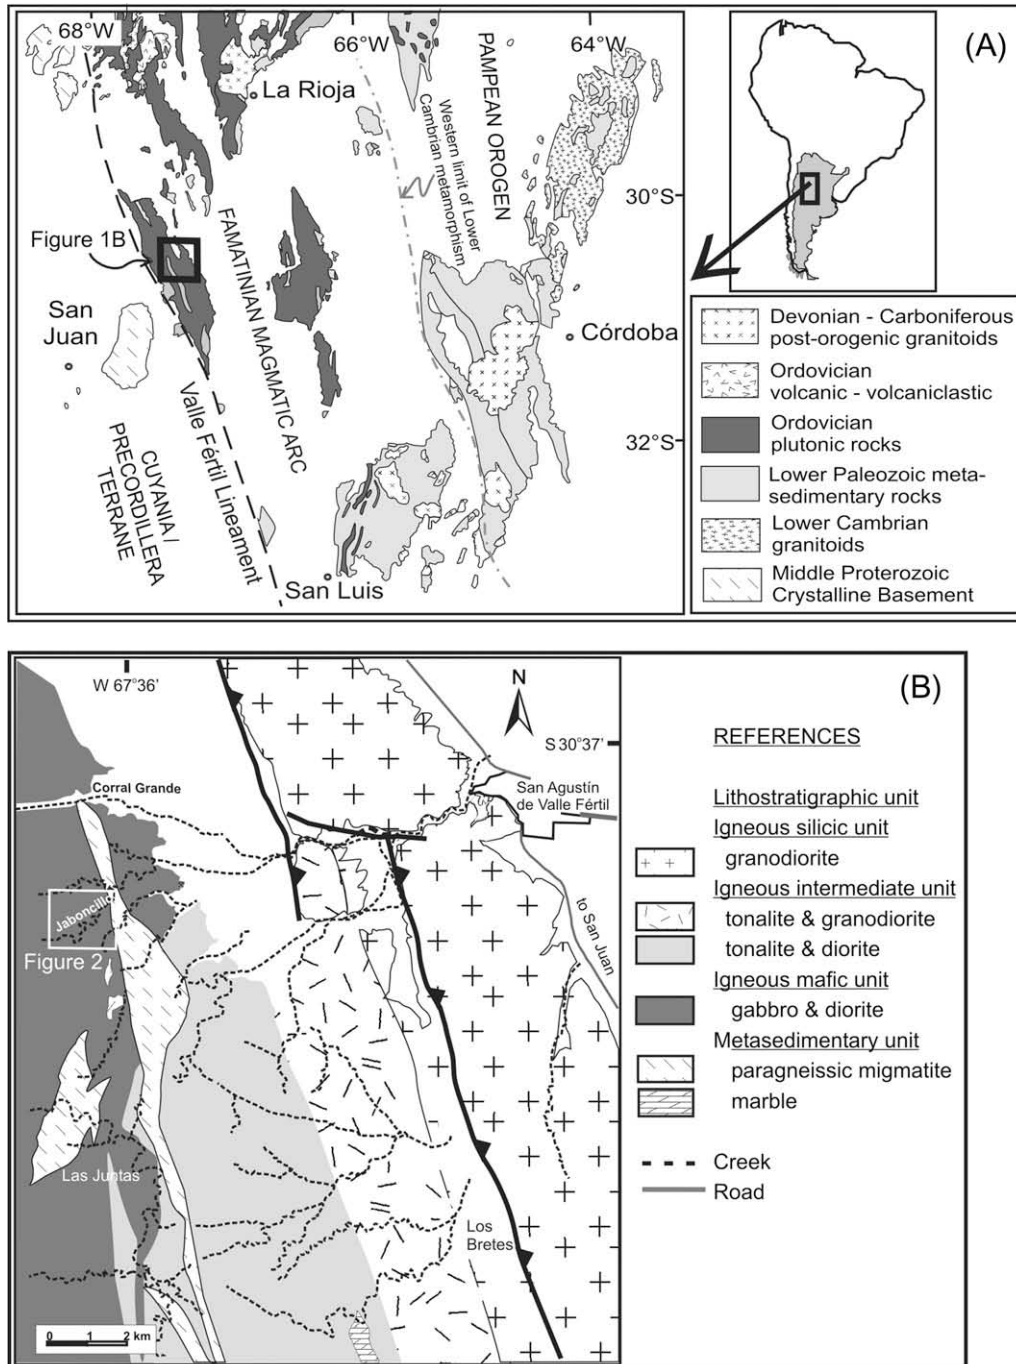 68°W
66°W
64°W
(A)
La Rioja
PAMPEAN OROGEN
Western limit of Lower
Cambrian metamorphism
30°S
Figure 1B
FAMATINIAN MAGMATIC ARC
San
Juan
Córdoba
Valle Fértil Lineament
32°S
CUYANIA /
PRECORDILLERA
TERRANE
San Luis
Devonian - Carboniferous
post-orogenic granitoids
Ordovician
volcanic - volcaniclastic
Ordovician
plutonic rocks
Lower Paleozoic meta-
sedimentary rocks
Lower Cambrian
granitoids
Middle Proterozoic
Crystalline Basement
(B)
W 67°36'
N
S 30°37'
Corral Grande
San Agustín
de Valle Fértil
Jaboncillo
Figure 2
to San Juan
Las Juntas
Los
Bretes
0 1 2 km
REFERENCES
Lithostratigraphic unit
Igneous silicic unit
granodiorite
Igneous intermediate unit
tonalite & granodiorite
tonalite & diorite
Igneous mafic unit
gabbro & diorite
Metasedimentary unit
paragneissic migmatite
marble
Creek
Road